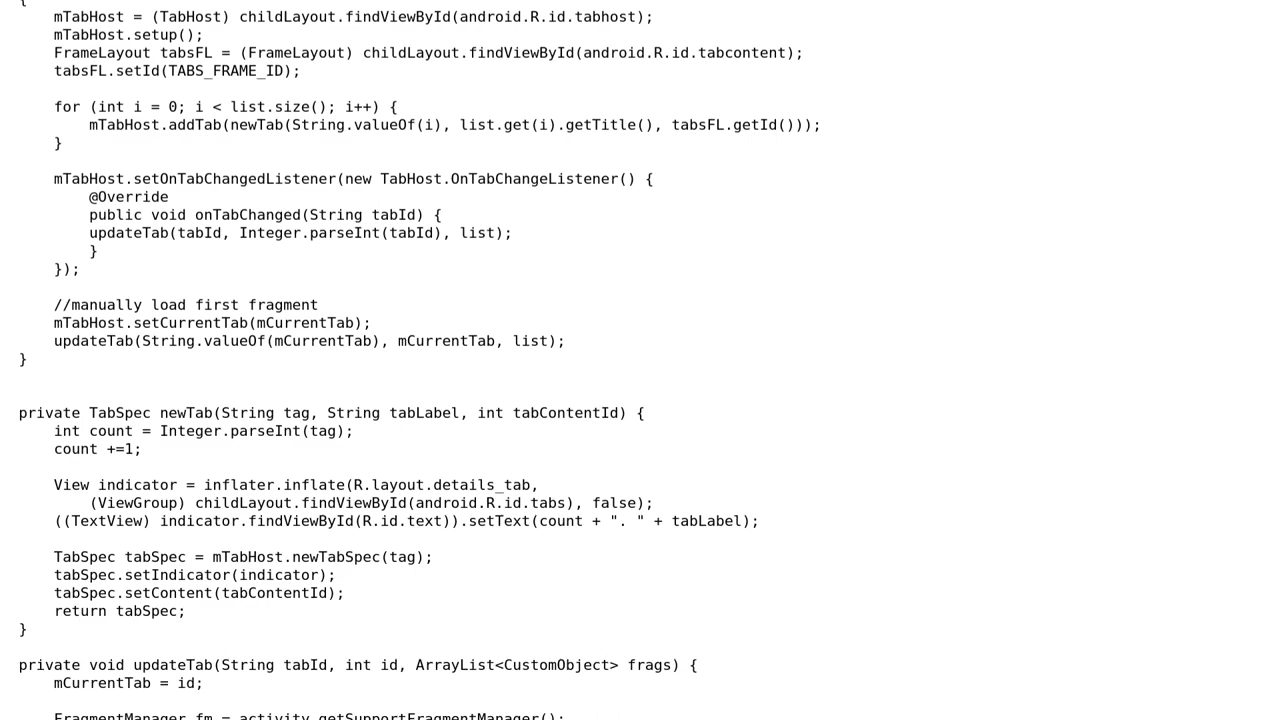 {
mTabHost = (TabHost) childLayout.findViewById(android.R.id.tabhost);
mTabHost.setup();
FrameLayout tabsFL = (FrameLayout) childLayout.findViewById(android.R.id.tabcontent);
tabsFL.setId(TABS_FRAME_ID);
for (int i = 0; i < list.size(); i++) {
mTabHost.addTab(newTab(String.valueOf(i), list.get(i).getTitle(), tabsFL.getId()));
}
mTabHost.setOnTabChangedListener(new TabHost.OnTabChangeListener() {
@Override
public void onTabChanged(String tabId) {
updateTab(tabId, Integer.parseInt(tabId), list);
}
});
//manually load first fragment
mTabHost.setCurrentTab(mCurrentTab);
updateTab(String.valueOf(mCurrentTab), mCurrentTab, list);
}
private TabSpec newTab(String tag, String tabLabel, int tabContentId) {
int count = Integer.parseInt(tag);
count +=1;
View indicator = inflater.inflate(R.layout.details_tab,
(ViewGroup) childLayout.findViewById(android.R.id.tabs), false);
((TextView) indicator.findViewById(R.id.text)).setText(count + ". " + tabLabel);
TabSpec tabSpec = mTabHost.newTabSpec(tag);
tabSpec.setIndicator(indicator);
tabSpec.setContent(tabContentId);
return tabSpec;
}
private void updateTab(String tabId, int id, ArrayList<CustomObject> frags) {
mCurrentTab = id;
FragmentManager fm = activity.getSupportFragmentManager();